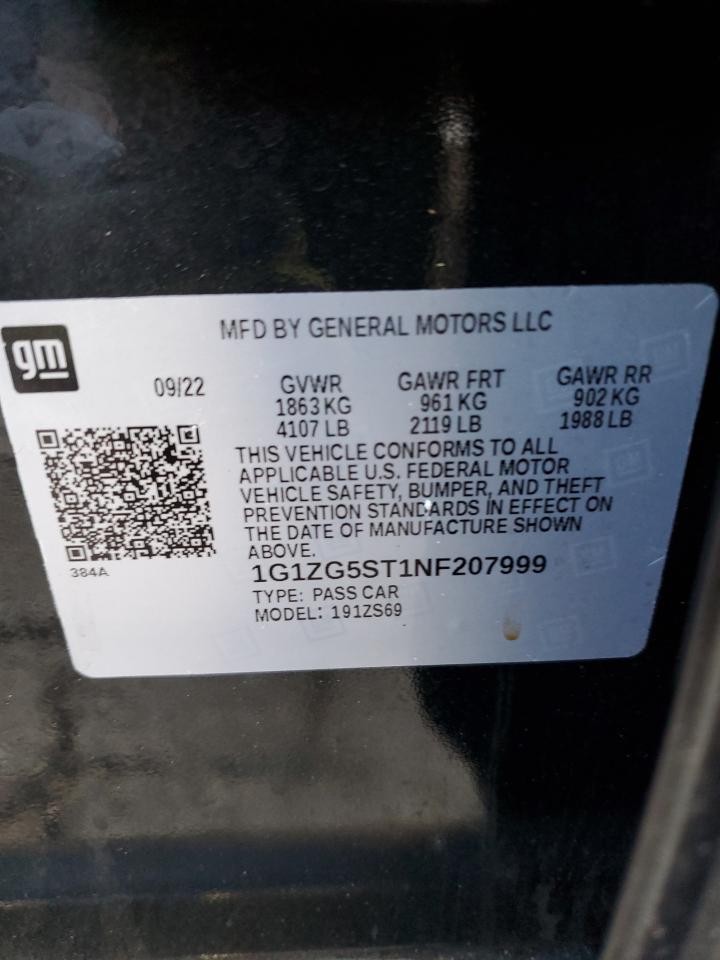 MFD BY GENERAL MOTORS LLC
gm
09/22 GVWR GAWR FRT GAWR RR
1863 KG 961 KG 902 KG
4107 LB 2119 LB 1988 LB
THIS VEHICLE CONFORMS TO ALL
APPLICABLE U.S. FEDERAL MOTOR
VEHICLE SAFETY, BUMPER, AND THEFT
PREVENTION STANDARDS IN EFFECT ON
THE DATE OF MANUFACTURE SHOWN
ABOVE.
384A
1G1ZG5ST1NF207999
TYPE: PASS CAR
MODEL: 191ZS69